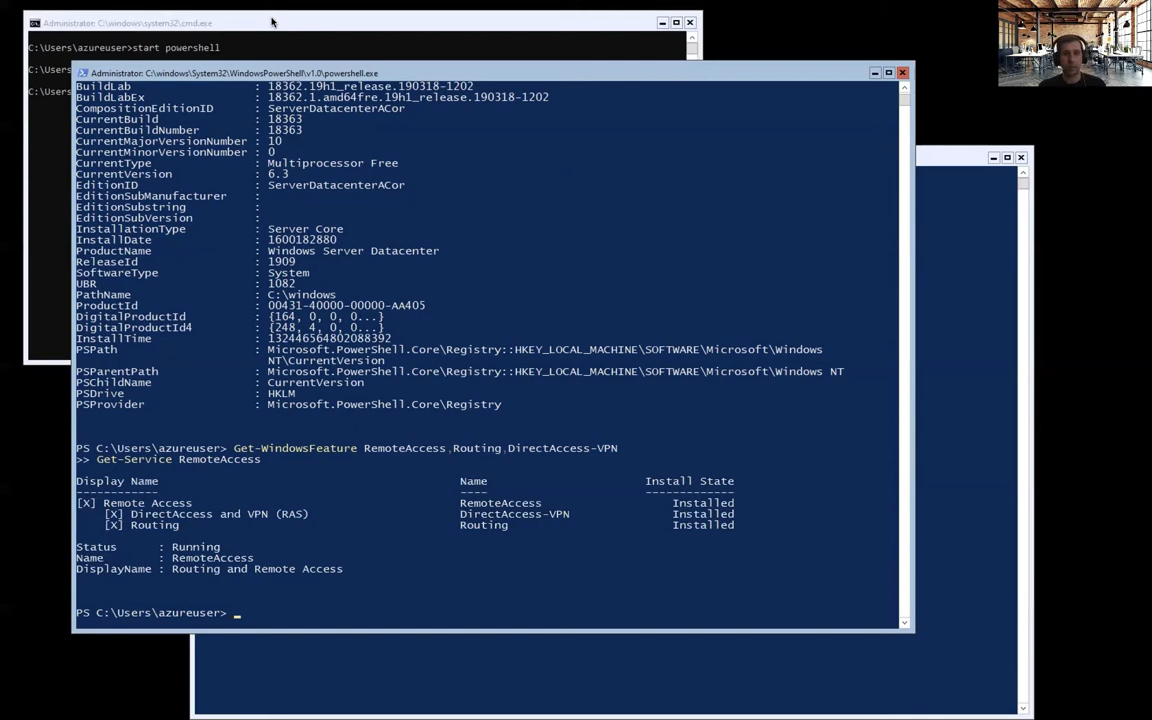 Administrator: C:\windows\system32\cmd.exe
C:\Users\azureuser>start powershell
C:\Us
C:\Us
Administrator: C:\windows\System32\WindowsPowerShell\v1.0\powershell.exe
BuildLab : 18362.19h1_release.190318-1202
BuildLabEx : 18362.1.amd64fre.19h1_release.190318-1202
CompositionEditionID : ServerDatacenterACor
CurrentBuild : 18363
CurrentBuildNumber : 18363
CurrentMajorVersionNumber : 10
CurrentMinorVersionNumber : 0
CurrentType : Multiprocessor Free
CurrentVersion : 6.3
EditionID : ServerDatacenterACor
EditionSubManufacturer :
EditionSubstring :
EditionSubVersion :
InstallationType : Server Core
InstallDate : 1600182880
ProductName : Windows Server Datacenter
ReleaseId : 1909
SoftwareType : System
UBR : 1082
PathName : C:\windows
ProductId : 00431-40000-00000-AA405
DigitalProductId : {164, 0, 0, 0...}
DigitalProductId4 : {248, 4, 0, 0...}
InstallTime : 132446564802088392
PSPath : Microsoft.PowerShell.Core\Registry::HKEY_LOCAL_MACHINE\SOFTWARE\Microsoft\Windows
NT\CurrentVersion
PSParentPath : Microsoft.PowerShell.Core\Registry::HKEY_LOCAL_MACHINE\SOFTWARE\Microsoft\Windows NT
PSChildName : CurrentVersion
PSDrive : HKLM
PSProvider : Microsoft.PowerShell.Core\Registry
PS C:\Users\azureuser> Get-WindowsFeature RemoteAccess,Routing,DirectAccess-VPN
>> Get-Service RemoteAccess
Display Name Name Install State
------------ ---- -------------
[X] Remote Access RemoteAccess Installed
[X] DirectAccess and VPN (RAS) DirectAccess-VPN Installed
[X] Routing Routing Installed
Status : Running
Name : RemoteAccess
DisplayName : Routing and Remote Access
PS C:\Users\azureuser> _